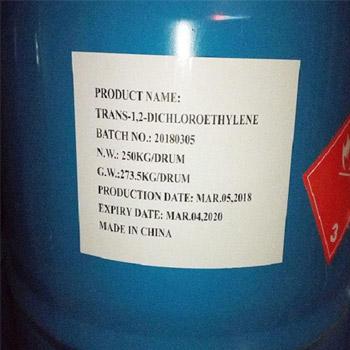 PRODUCT NAME:
TRANS-1,2-DICHLOROETHYLENE
BATCH NO.: 20180305
N.W.: 250KG/DRUM
G.W.:273.5KG/DRUM
PRODUCTION DATE: MAR.05,2018
EXPIRY DATE: MAR.04,2020
MADE IN CHINA
3